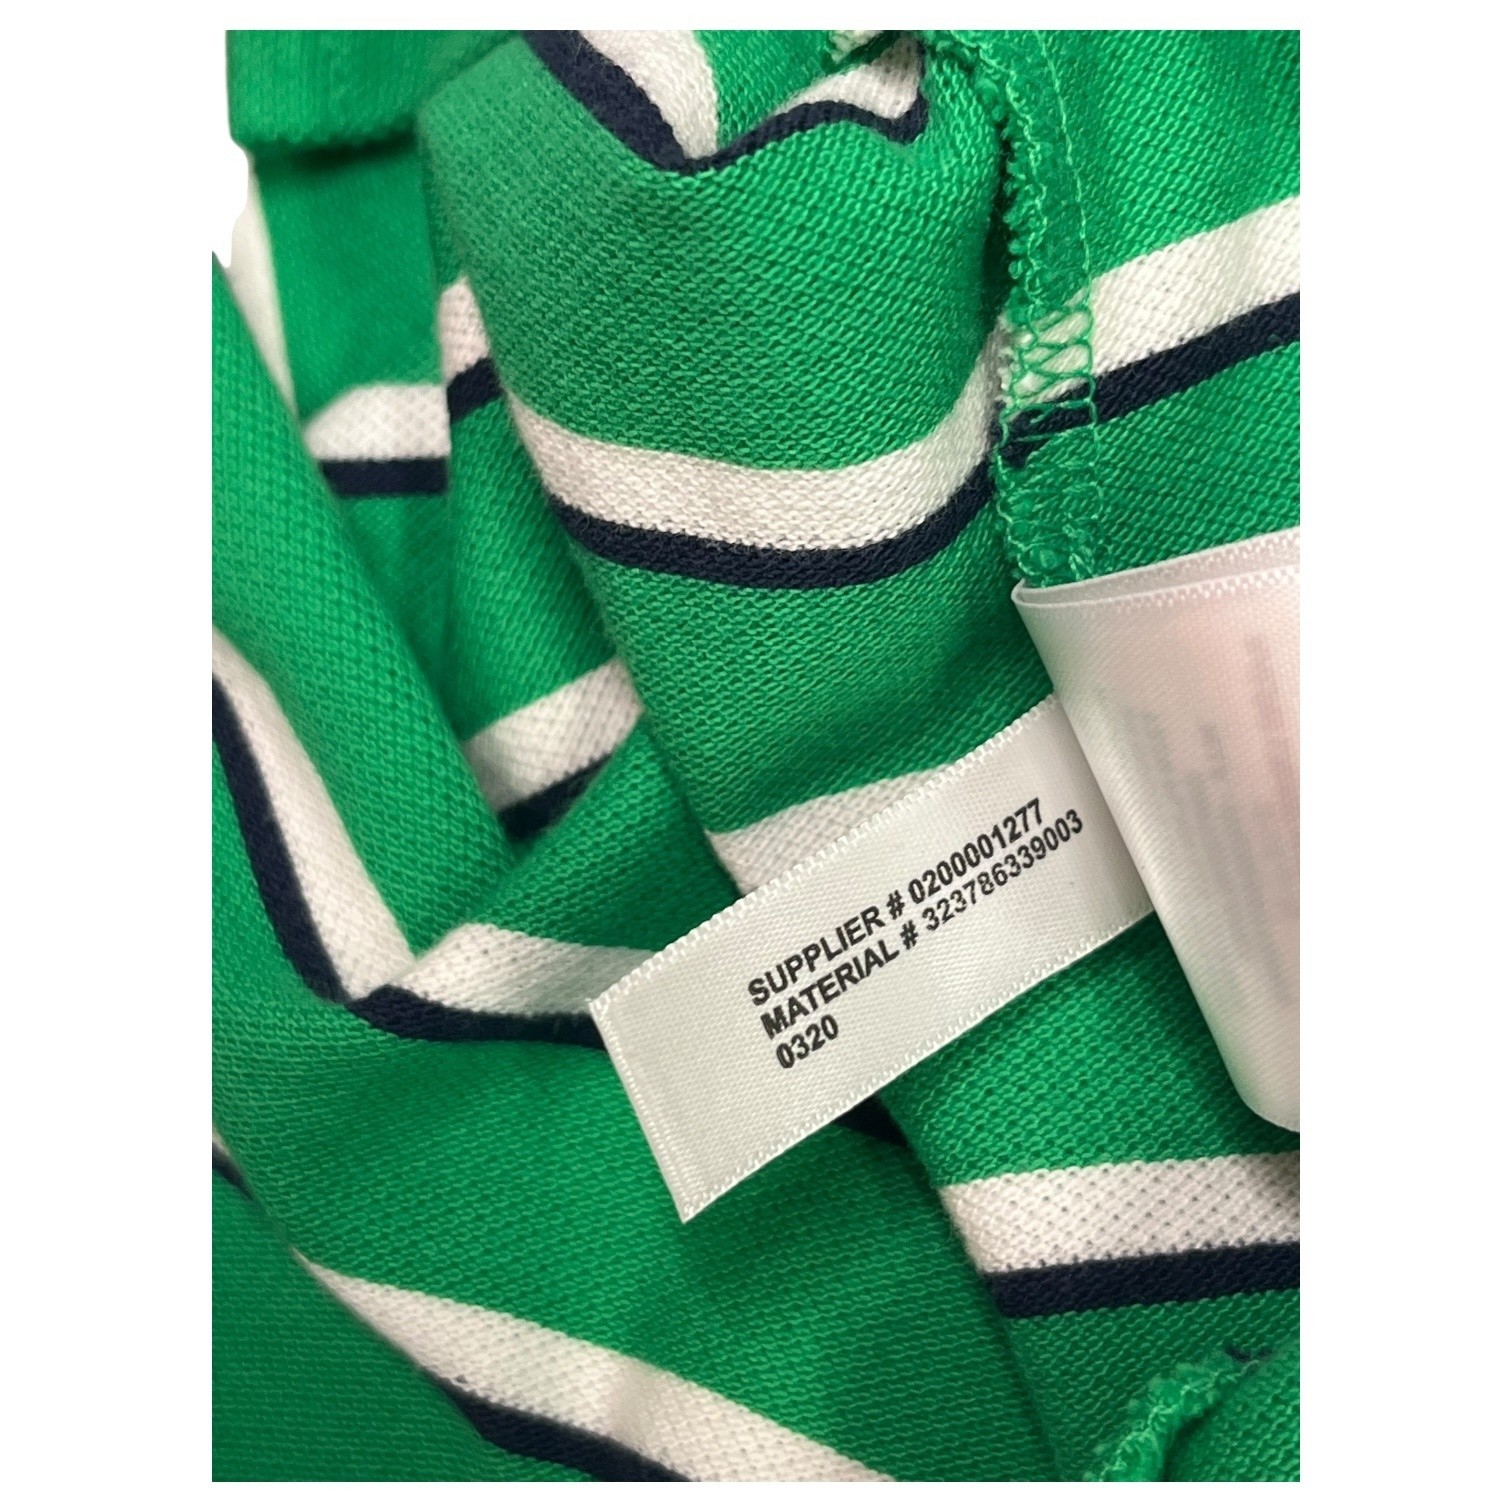 SUPPLIER # 0200001277
MATERIAL # 323786339003
0320